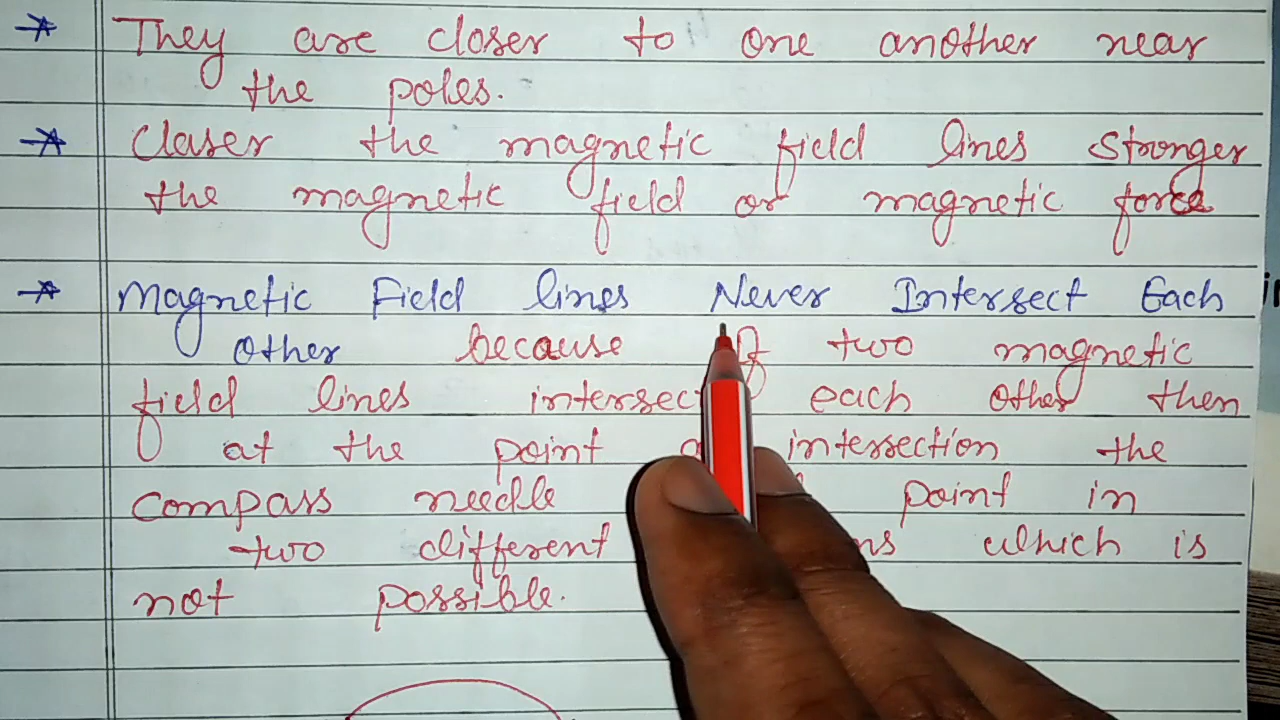 They are closer to one another near
the poles.
Closer the magnetic field lines stronger
the magnetic field or magnetic force
Magnetic Field lines Never Intersect Each
Other because If two magnetic
field lines intersect each other then
at the point intersection the
compass needle point in
two different which is
not possible.